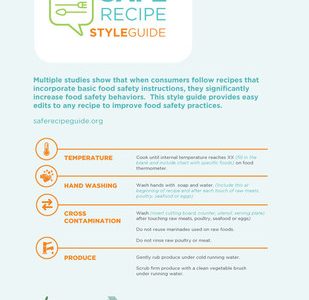 SAFE
RECIPE
STYLEGUIDE
Multiple studies show that when consumers follow recipes that
incorporate basic food safety instructions, they significantly
increase food safety behaviors. This style guide provides easy
edits to any recipe to improve food safety practices.
saferecipeguide.org
TEMPERATURE
Cook until internal temperature reaches XX (fill in the
blank and include chart with specific foods) on food
thermometer.
HAND WASHING
Wash hands with soap and water. (Include this at
beginning of recipe and after each touch of raw meats,
poultry, seafood or eggs)
CROSS
CONTAMINATION
Wash (insert cutting board, counter, utensil, serving plate)
after touching raw meats, poultry, seafood or eggs)
Do not reuse marinades used on raw foods.
Do not rinse raw poultry or meat.
PRODUCE
Gently rub produce under cold running water.
Scrub firm produce with a clean vegetable brush
under running water.